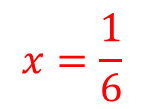 x = 1/6